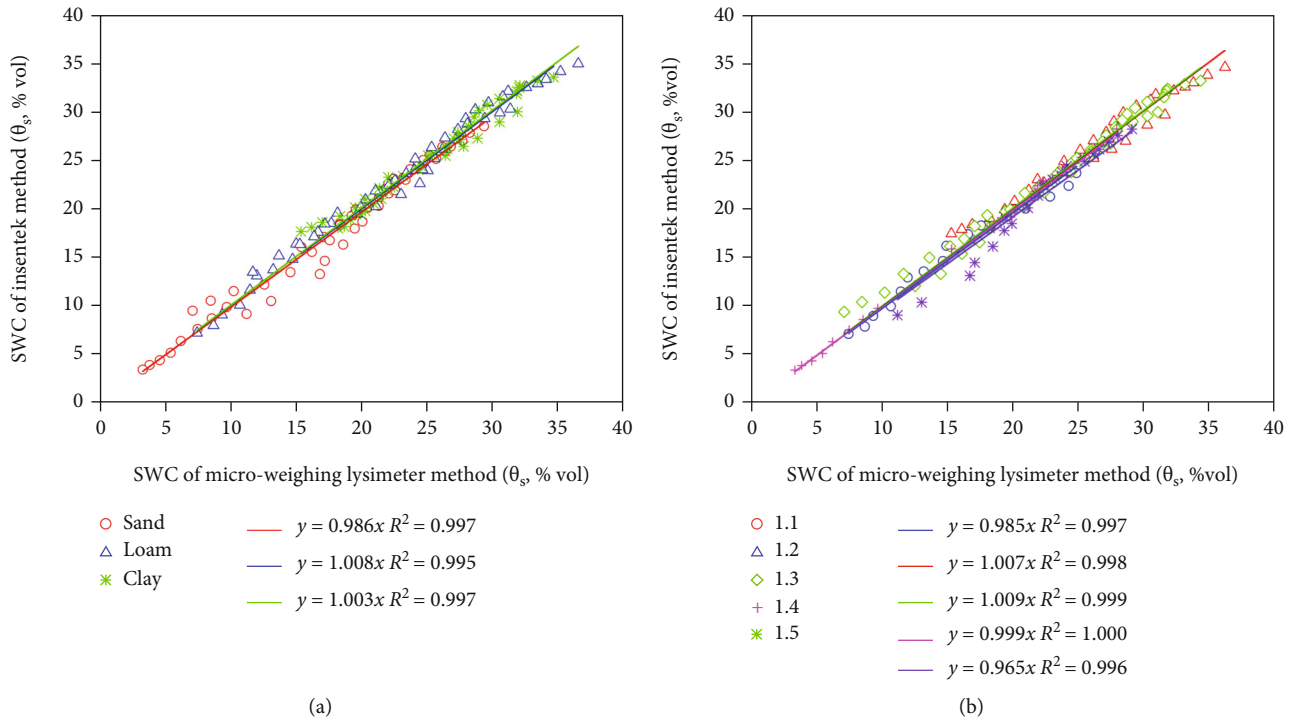 40
35
30
25
20
15
10
5
0
SWC of insentek method (θs, % vol)
0 5 10 15 20 25 30 35 40
SWC of micro-weighing lysimeter method (θs, % vol)
Sand
Loam
Clay
y = 0.986x R² = 0.997
y = 1.008x R² = 0.995
y = 1.003x R² = 0.997
(a)
40
35
30
25
20
15
10
5
0
SWC of insentek method (θs, %vol)
0 5 10 15 20 25 30 35 40
SWC of micro-weighing lysimeter method (θs, %vol)
1.1
1.2
1.3
1.4
1.5
y = 0.985x R² = 0.997
y = 1.007x R² = 0.998
y = 1.009x R² = 0.999
y = 0.999x R² = 1.000
y = 0.965x R² = 0.996
(b)